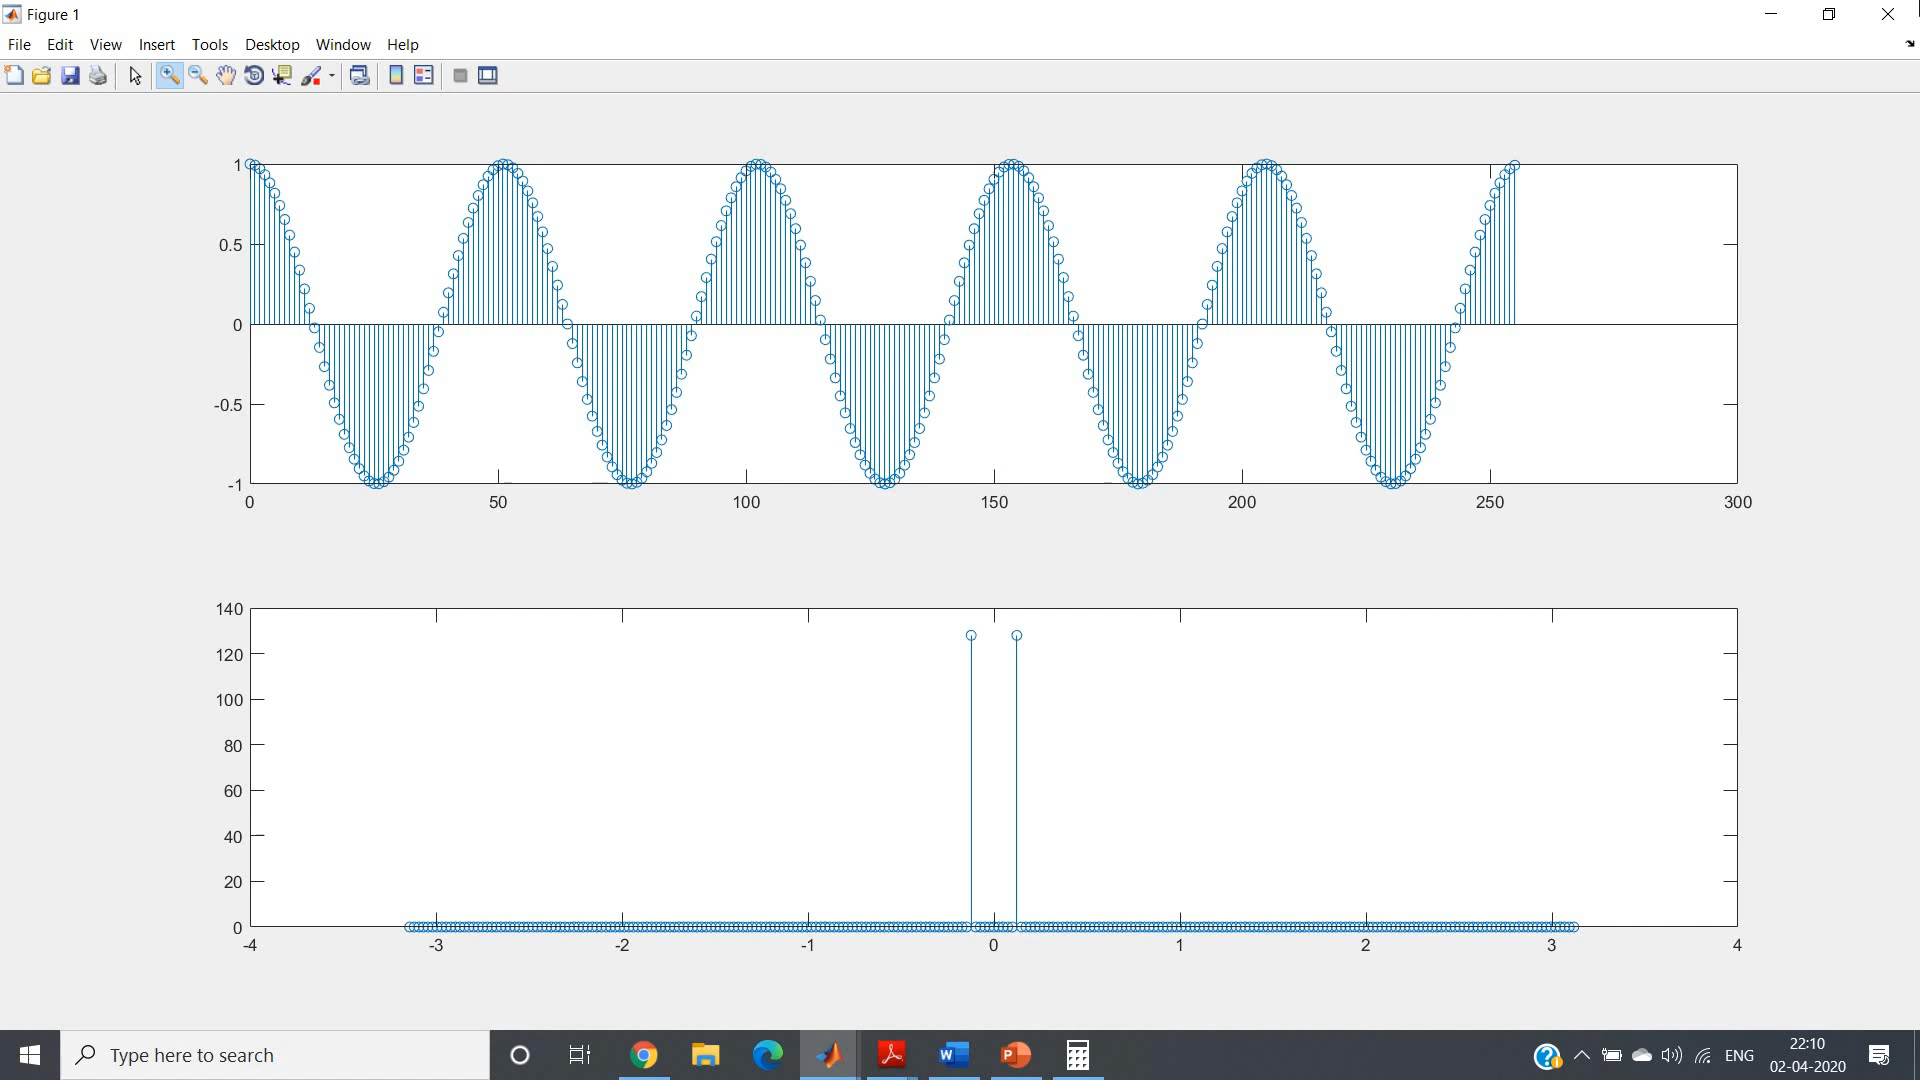 Figure 1
File Edit View Insert Tools Desktop Window Help
1
0.5
0
-0.5
-1
0 50 100 150 200 250 300
140
120
100
80
60
40
20
0
-4 -3 -2 -1 0 1 2 3 4
Type here to search
W
P
ENG
22:10
02-04-2020